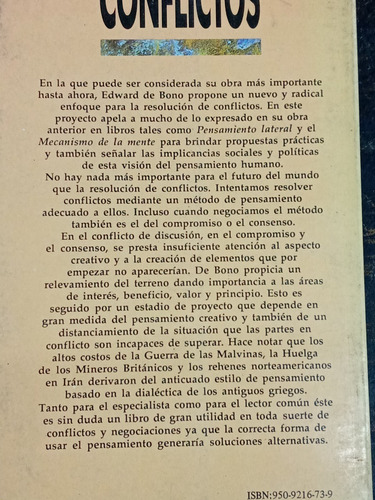 CONFLICTOS
En la que puede ser considerada su obra más importante
hasta ahora, Edward de Bono propone un nuevo y radical
enfoque para la resolución de conflictos. En este
proyecto apela a mucho de lo expresado en su obra
anterior en libros tales como Pensamiento lateral y el
Mecanismo de la mente para brindar propuestas prácticas
y también señalar las implicancias sociales y políticas
de esta visión del pensamiento humano.
No hay nada más importante para el futuro del mundo
que la resolución de conflictos. Intentamos resolver
conflictos mediante un método de pensamiento
adecuado a ellos. Incluso cuando negociamos el método
también es el del compromiso o el consenso.
En el conflicto de discusión, en el compromiso y
el consenso, se presta insuficiente atención al aspecto
creativo y a la creación de elementos que por
empezar no aparecerían. De Bono propicia un
relevamiento del terreno dando importancia a las áreas
de interés, beneficio, valor y principio. Esto es
seguido por un estadio de proyecto que depende en
gran medida del pensamiento creativo y también de un
distanciamiento de la situación que las partes en
conflicto son incapaces de superar. Hace notar que los
altos costos de la Guerra de las Malvinas, la Huelga
de los Mineros Británicos y los rehenes norteamericanos
en Irán derivaron del anticuado estilo de pensamiento
basado en la dialéctica de los antiguos griegos.
Tanto para el especialista como para el lector común éste
es sin duda un libro de gran utilidad en toda suerte de
conflictos y negociaciones ya que la correcta forma de
usar el pensamiento generaría soluciones alternativas.
ISBN:950-9216-73-9